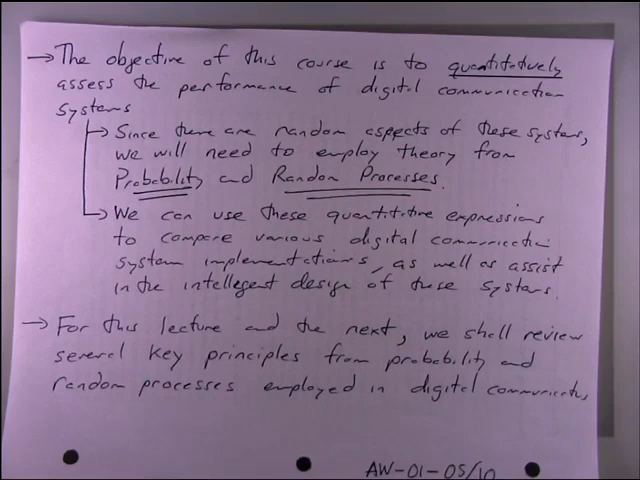 → The objective of this course is to quantitatively
assess the performance of digital communication
systems
→ Since there are random aspects of these systems,
we will need to employ theory from
Probability and Random Processes.
→ We can use these quantitative expressions
to compare various digital communication
system implementations, as well as assist
in the intellegent design of these systems.
→ For this lecture and the next, we shall review
several key principles from probability and
random processes employed in digital communications
AW-01-05/10